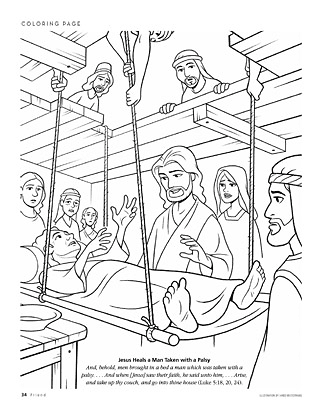 COLORING PAGE
Jesus Heals a Man Taken with a Palsy
And, behold, men brought in a bed a man which was taken with a
palsy. . . . And when [Jesus] saw their faith, he said unto him, . . . Arise,
and take up thy couch, and go into thine house (Luke 5:18, 20, 24).
34 Friend